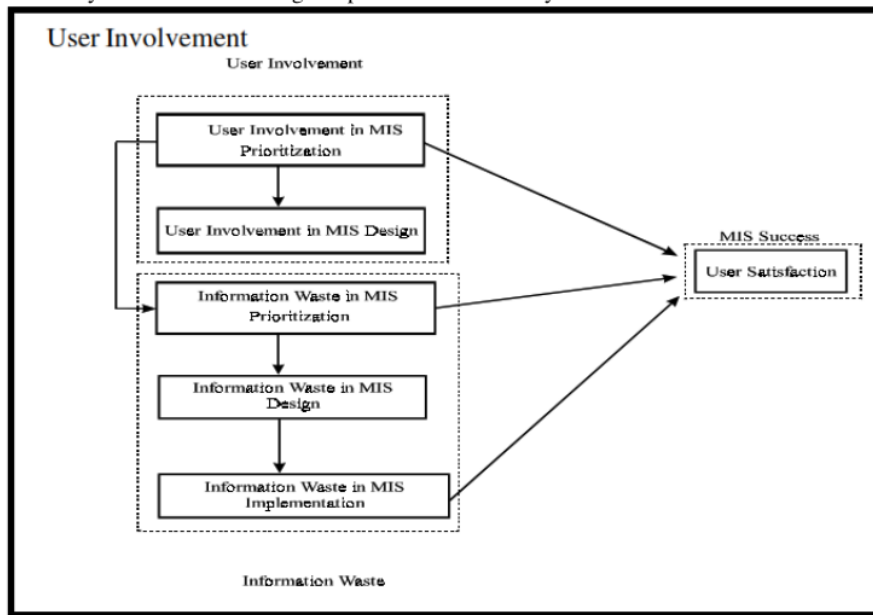 User Involvement
User Involvement
User Involvement in MIS
Prioritization
User Involvement in MIS Design
MIS Success
User Satisfaction
Information Waste in MIS
Prioritization
Information Waste in MIS
Design
Information Waste in MIS
Implementation
Information Waste